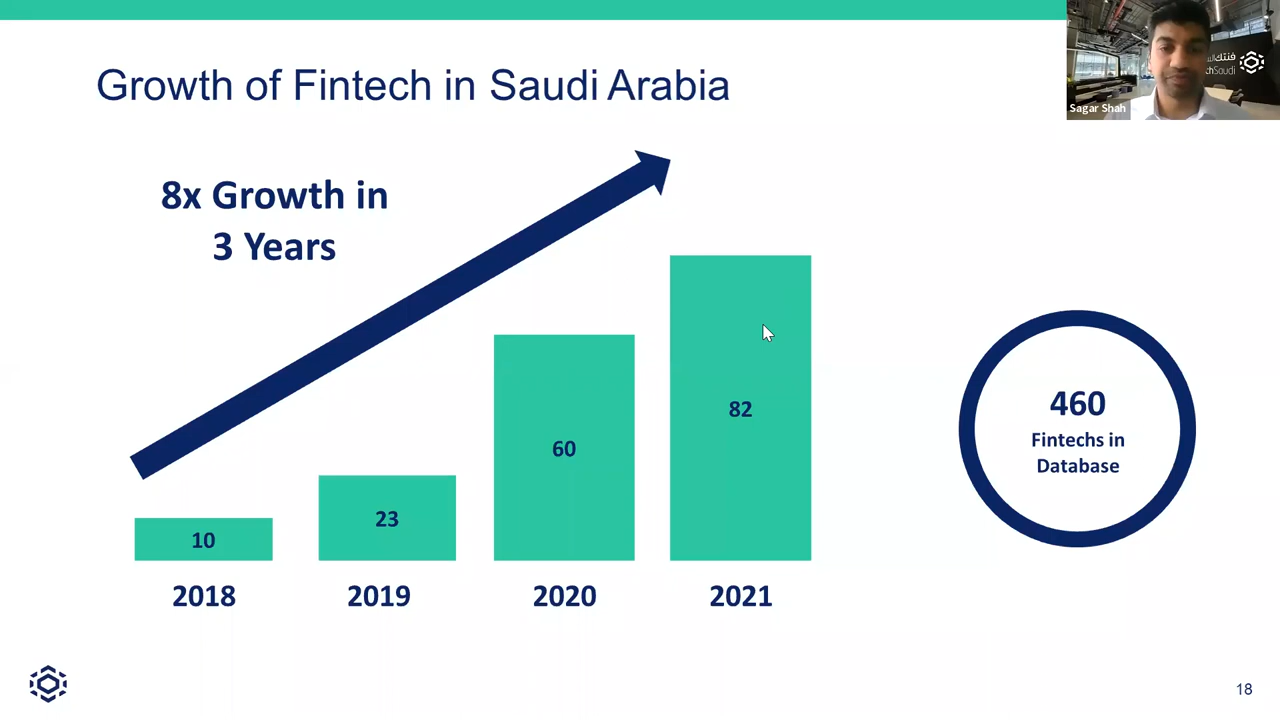 Growth of Fintech in Saudi Arabia
Sagar Shah
8x Growth in
3 Years
10
23
60
82
2018
2019
2020
2021
460
Fintechs in
Database
18